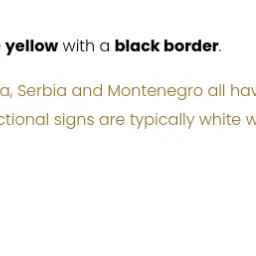 yellow with a black border.
a, Serbia and Montenegro all hav
ctional signs are typically white w